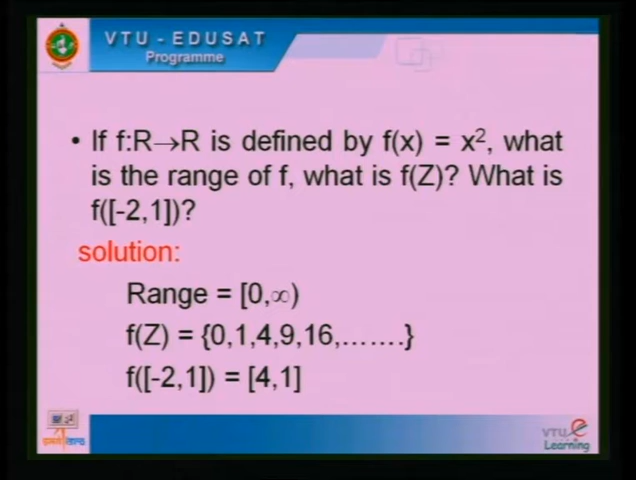 VTU - EDUSAT
Programme
• If f:R→R is defined by f(x) = x², what
is the range of f, what is f(Z)? What is
f([-2,1])?
solution:
Range = [0,∞)
f(Z) = {0,1,4,9,16,…….}
f([-2,1]) = [4,1]
VTU e
Learning